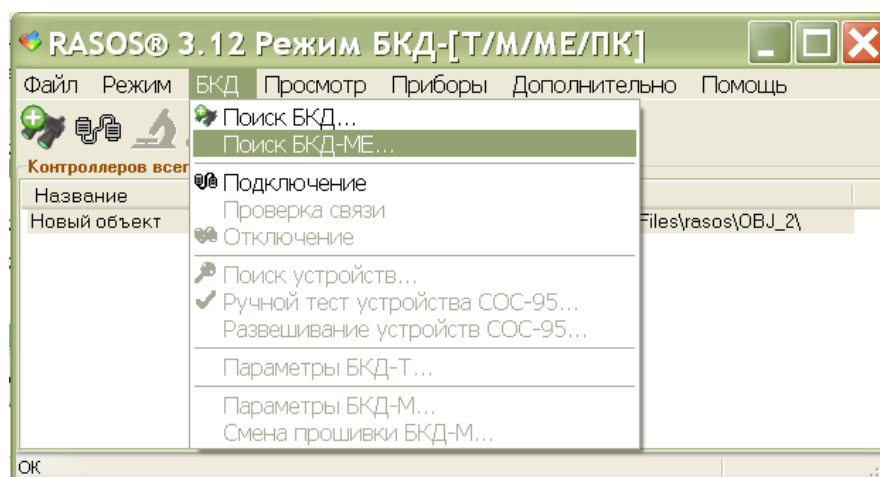 RASOS® 3.12 Режим БКД-[Т/М/МЕ/ПК]
Файл Режим БКД Просмотр Приборы Дополнительно Помощь
Поиск БКД...
Поиск БКД-МЕ...
Контроллеров всег
Подключение
Название
Проверка связи
Новый объект Files\rasos\OBJ_2\
Отключение
Поиск устройств...
Ручной тест устройства СОС-95...
Развешивание устройств СОС-95...
Параметры БКД-Т...
Параметры БКД-М...
Смена прошивки БКД-М...
ОК